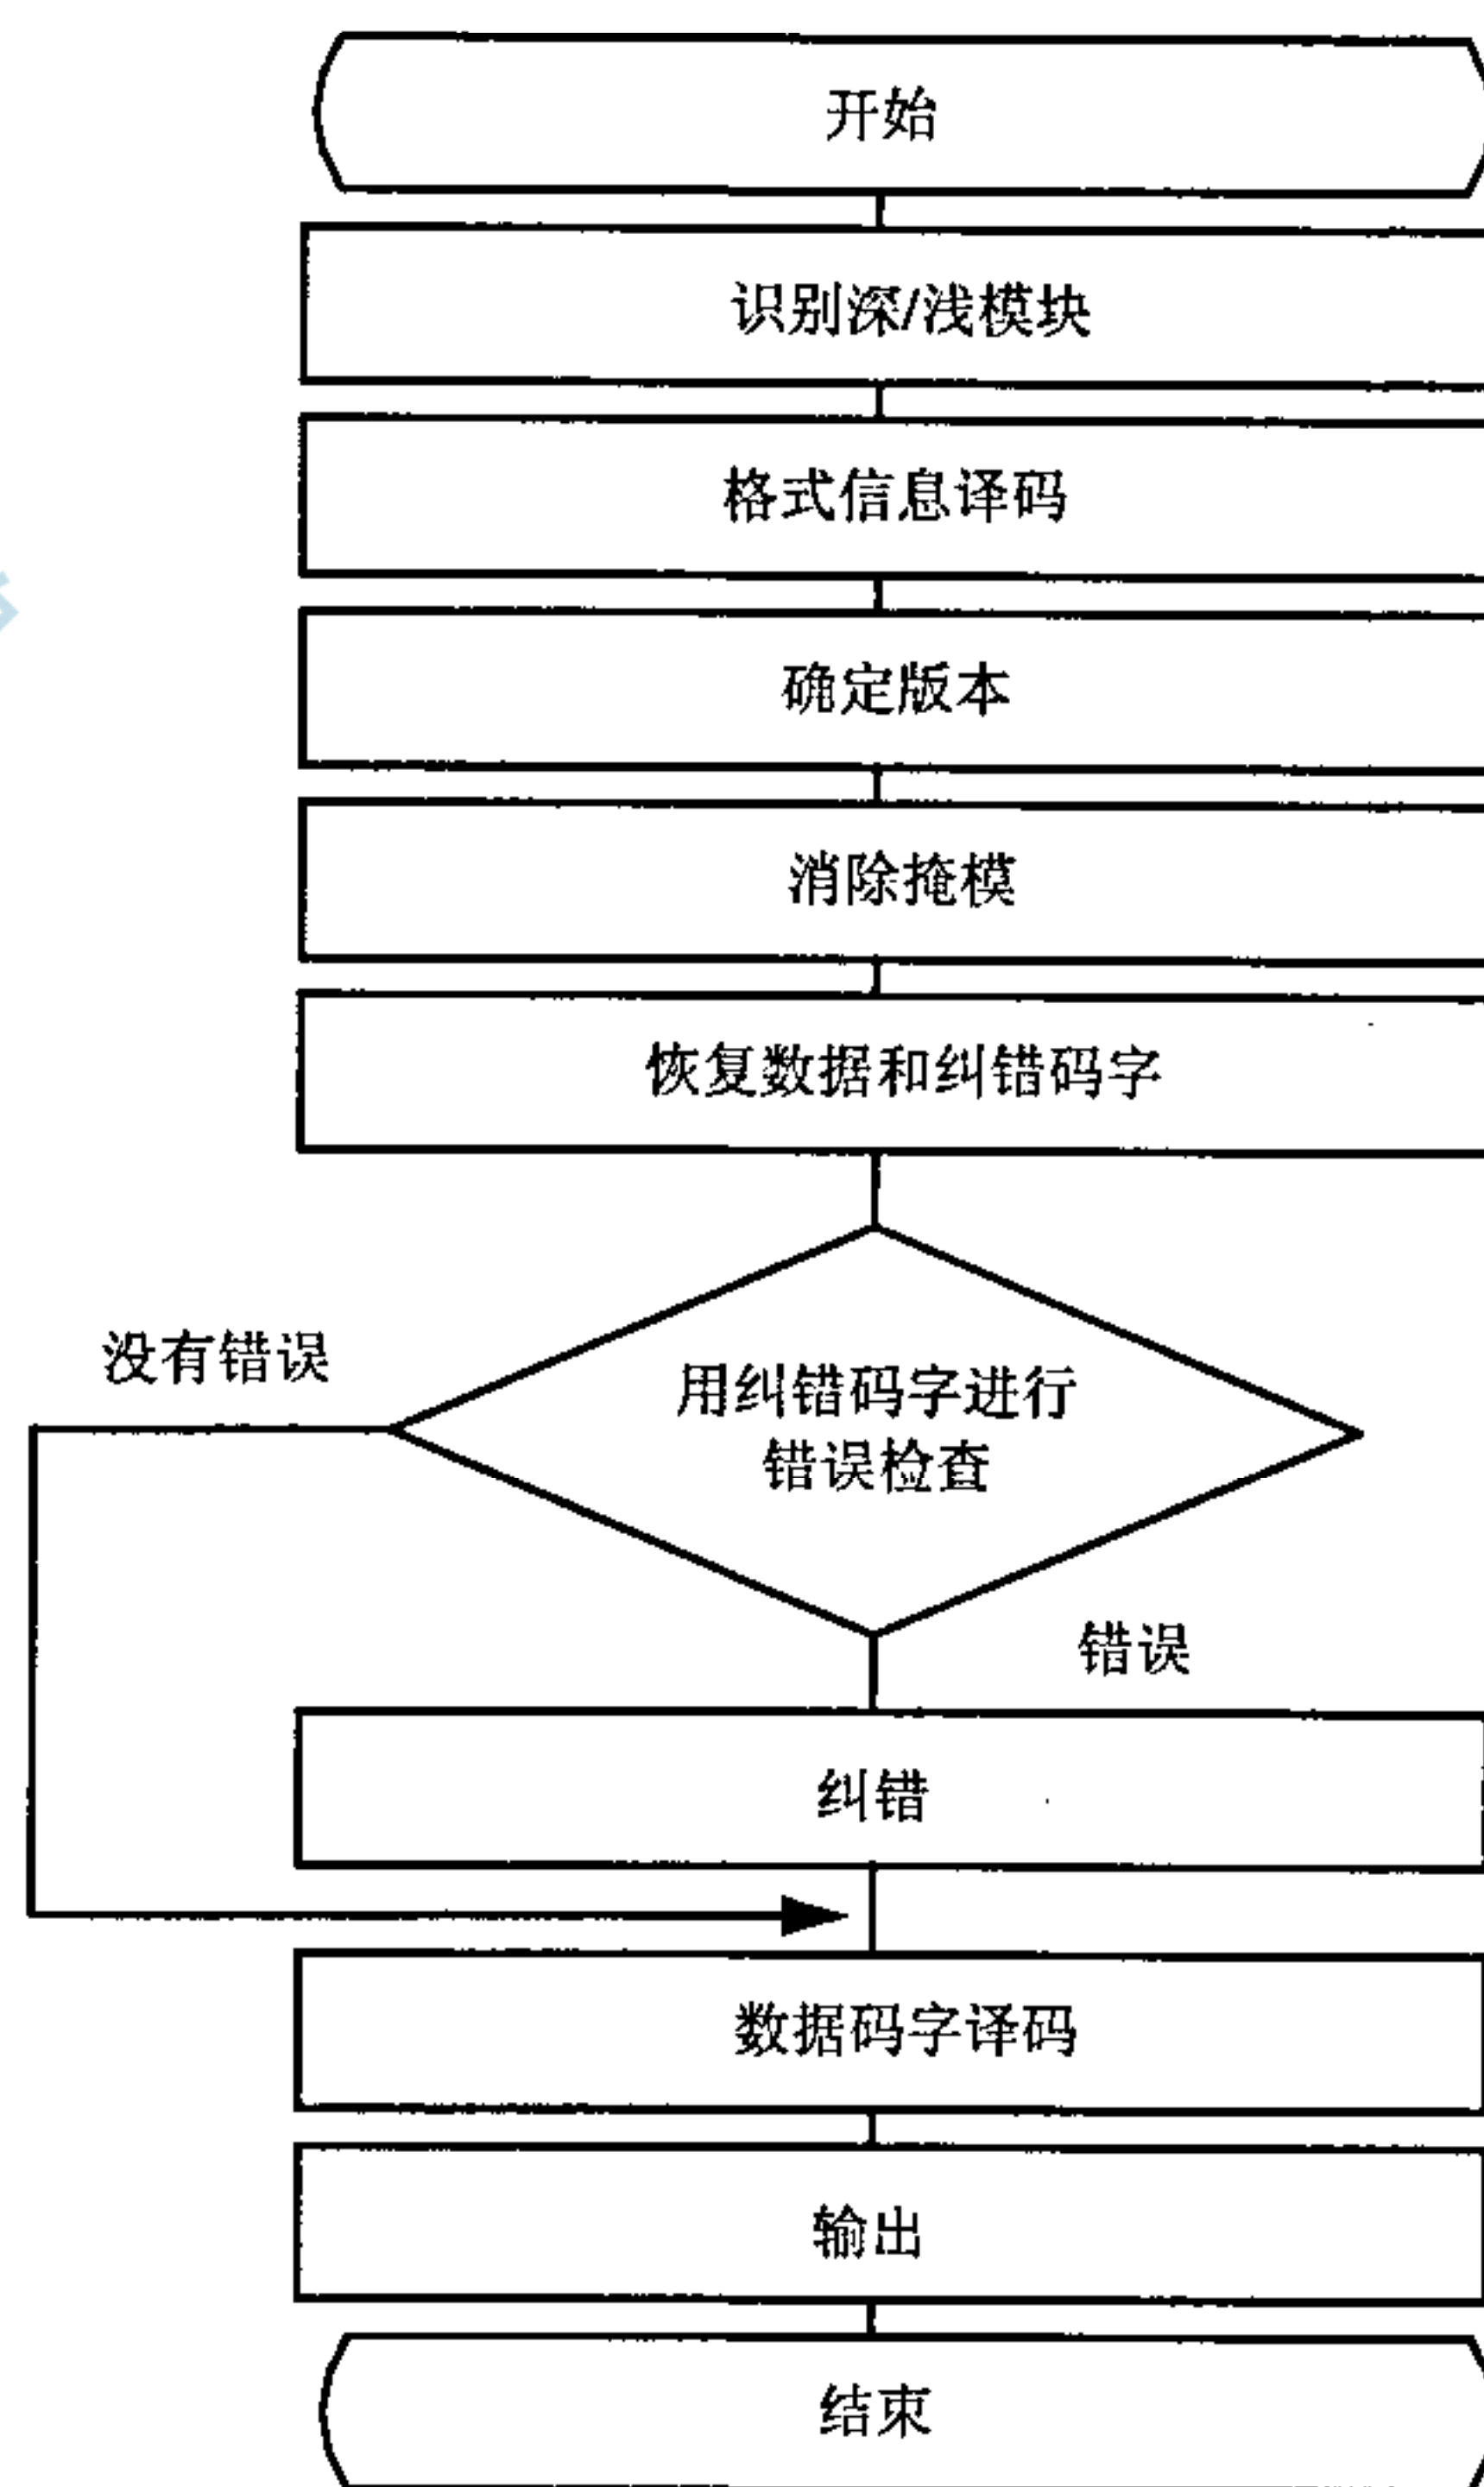 开始
识别深/浅模块
格式信息译码
确定版本
消除掩模
恢复数据和纠错码字
没有错误
用纠错码字进行
错误检查
错误
纠错
数据码字译码
输出
结束